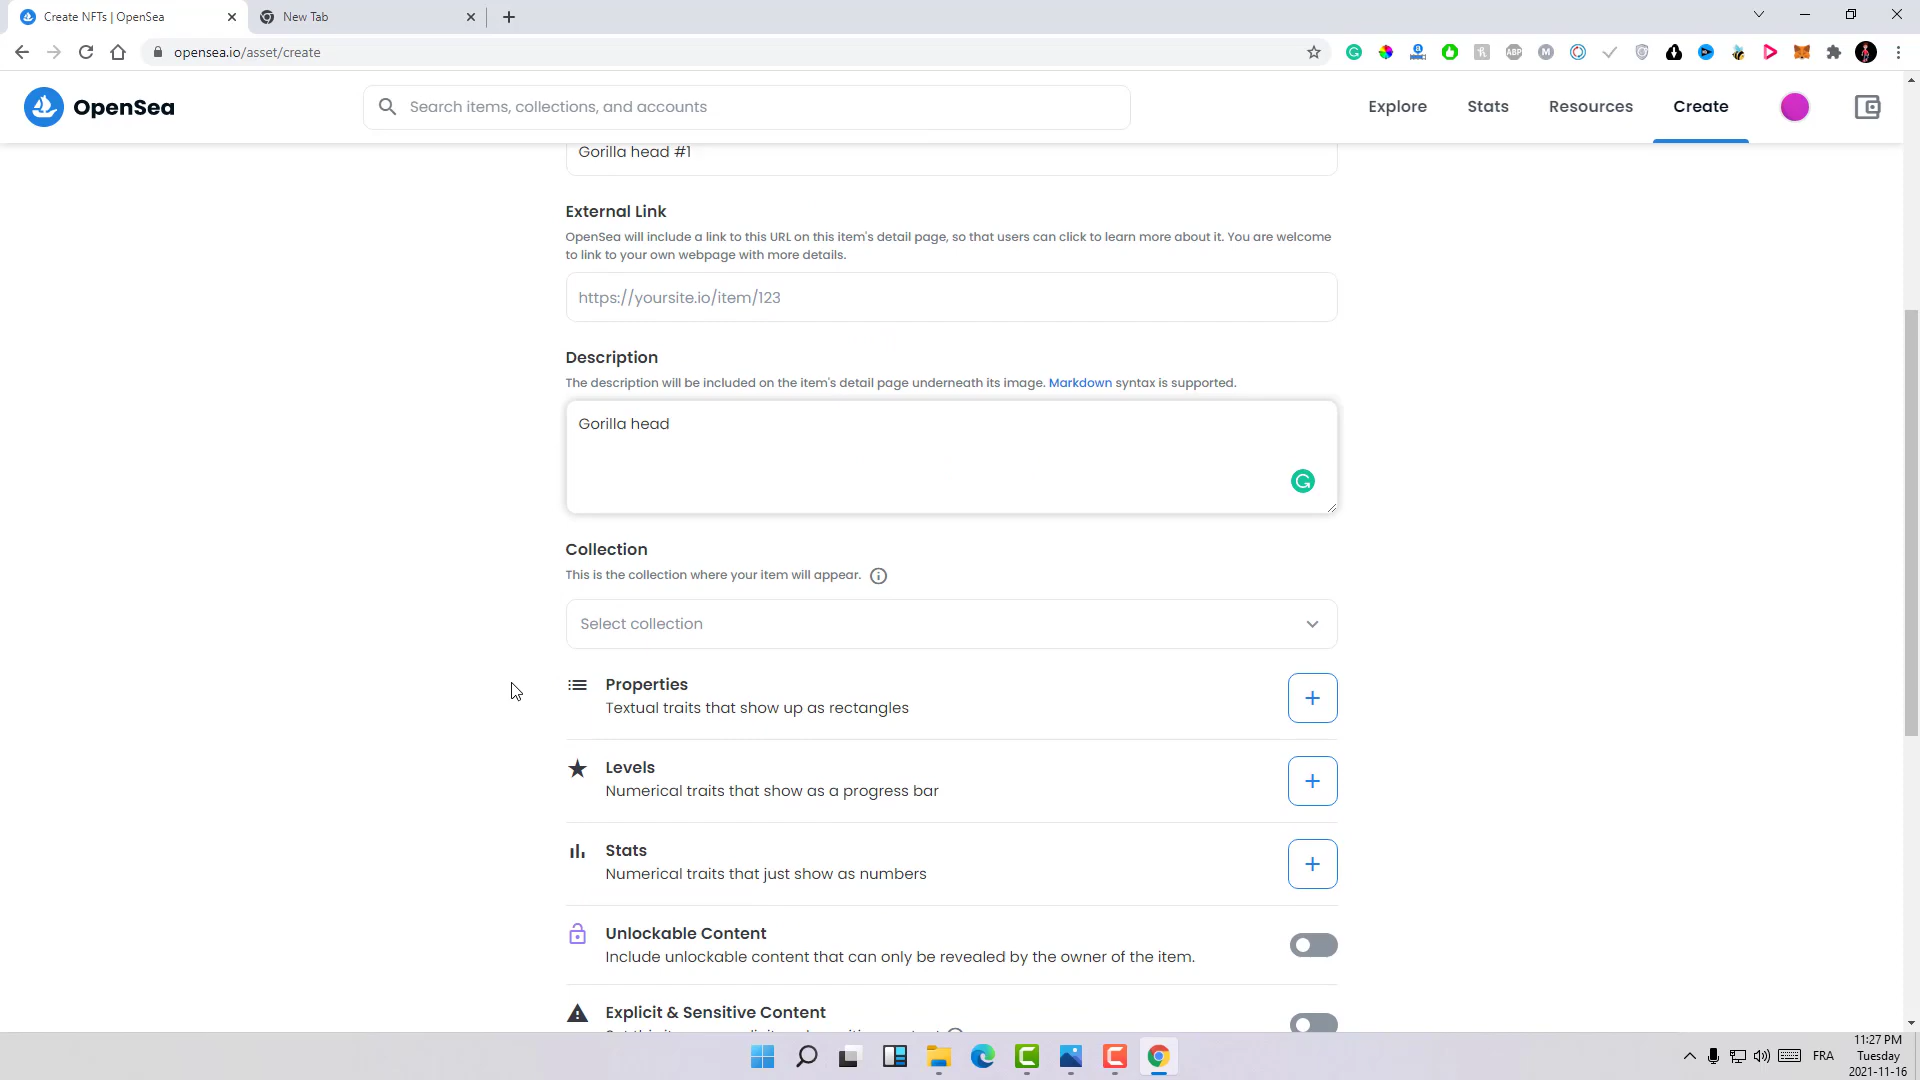 Create NFTs | OpenSea
New Tab
opensea.io/asset/create
OpenSea
Search items, collections, and accounts
Explore
Stats
Resources
Create
Gorilla head #1
External Link
OpenSea will include a link to this URL on this item's detail page, so that users can click to learn more about it. You are welcome
to link to your own webpage with more details.
https://yoursite.io/item/123
Description
The description will be included on the item's detail page underneath its image. Markdown syntax is supported.
Gorilla head
Collection
This is the collection where your item will appear.
Select collection
Properties
Textual traits that show up as rectangles
Levels
Numerical traits that show as a progress bar
Stats
Numerical traits that just show as numbers
Unlockable Content
Include unlockable content that can only be revealed by the owner of the item.
Explicit & Sensitive Content
FRA
11:27 PM
Tuesday
2021-11-16